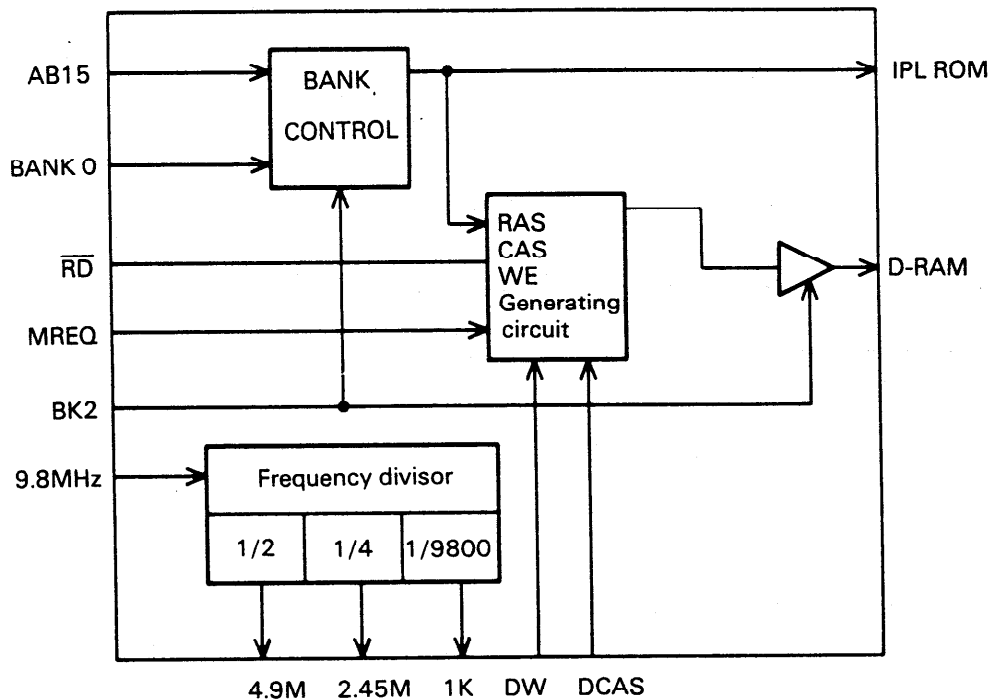 AB15
BANK
CONTROL
IPL ROM
BANK 0
RD
RAS
CAS
WE
Generating
circuit
D-RAM
MREQ
BK2
9.8MHz
Frequency divisor
1/2 1/4 1/9800
4.9M 2.45M 1K DW DCAS